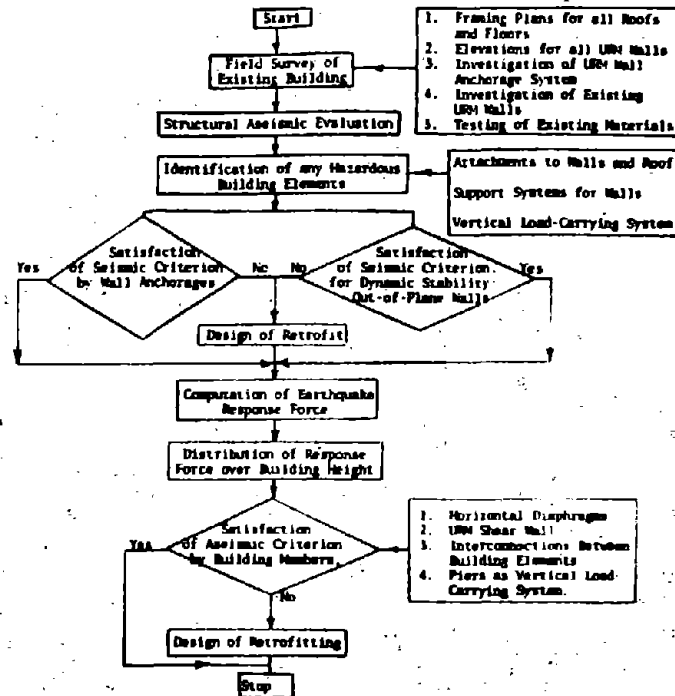 Start
Field Survey of
Existing Building
1. Framing Plans for all Roofs
and Floors
2. Elevations for all URM Walls
3. Investigation of URM Wall
Anchorage System
4. Investigation of Existing
URM Walls
5. Testing of Existing Materials
Structural Aseismic Evaluation
Identification of any Hazardous
Building Elements
Attachments to Walls and Roof
Support Systems for Walls
Vertical Load-Carrying System
Satisfaction
of Seismic Criterion
by Wall Anchorages
Yes
No
No
Satisfaction
of Seismic Criterion
for Dynamic Stability
Out-of-Plane Walls
Yes
Design of Retrofit
Computation of Earthquake
Response Force
Distribution of Response
Force over Building Height
Satisfaction
of Aseismic Criterion
by Building Members
Yes
No
1. Horizontal Diaphragms
2. URM Shear Wall
3. Interconnections Between
Building Elements
4. Piers as Vertical Load
Carrying System.
Design of Retrofitting
Stop